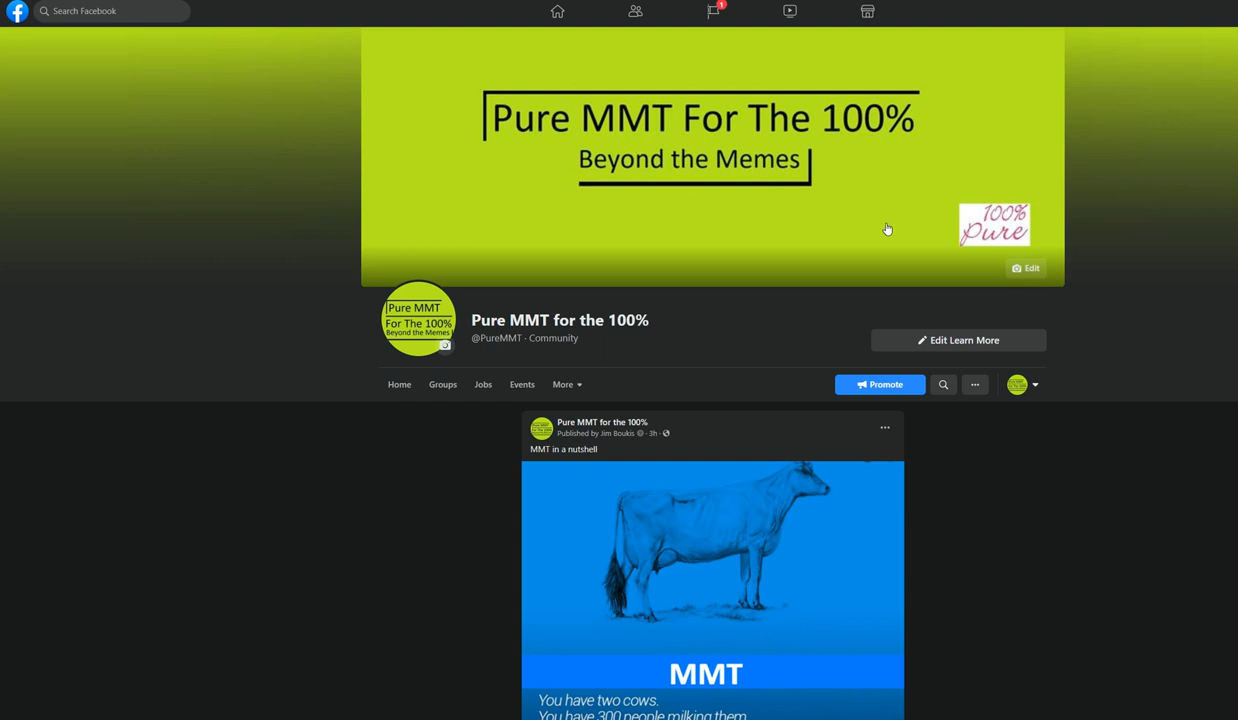 Search Facebook
1
Pure MMT For The 100%
Beyond the Memes
100%
Pure
Edit
Pure MMT
For The 100%
Beyond the Memes
Pure MMT for the 100%
@PureMMT · Community
Edit Learn More
Home Groups Jobs Events More
Promote
Pure MMT for the 100%
Published by Jim Boukis · 3h ·
MMT in a nutshell
MMT
You have two cows.
You have 300 people milking them.